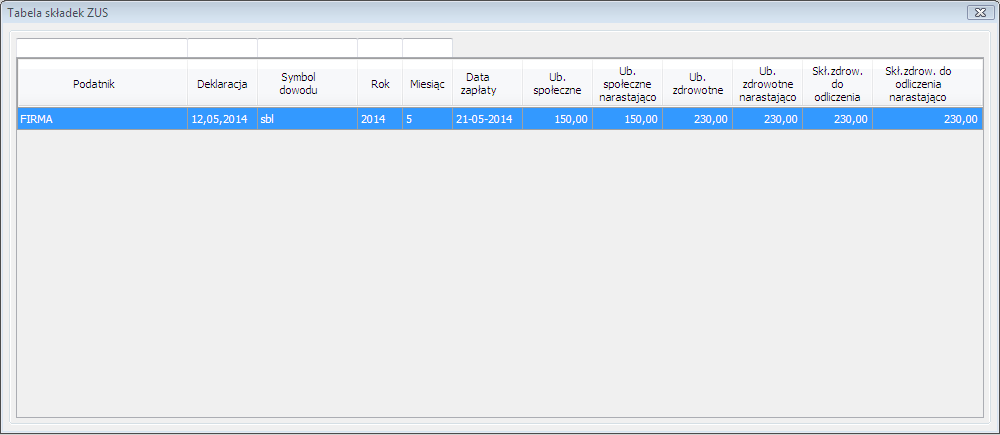 Tabela składek ZUS
Podatnik
Deklaracja
Symbol
dowodu
Rok
Miesiąc
Data
zapłaty
Ub.
społeczne
Ub.
społeczne
narastająco
Ub.
zdrowotne
Ub.
zdrowotne
narastająco
Skł.zdrow.
do
odliczenia
Skł.zdrow. do
odliczenia
narastająco
FIRMA 12,05,2014 sbl 2014 5 21-05-2014 150,00 150,00 230,00 230,00 230,00 230,00